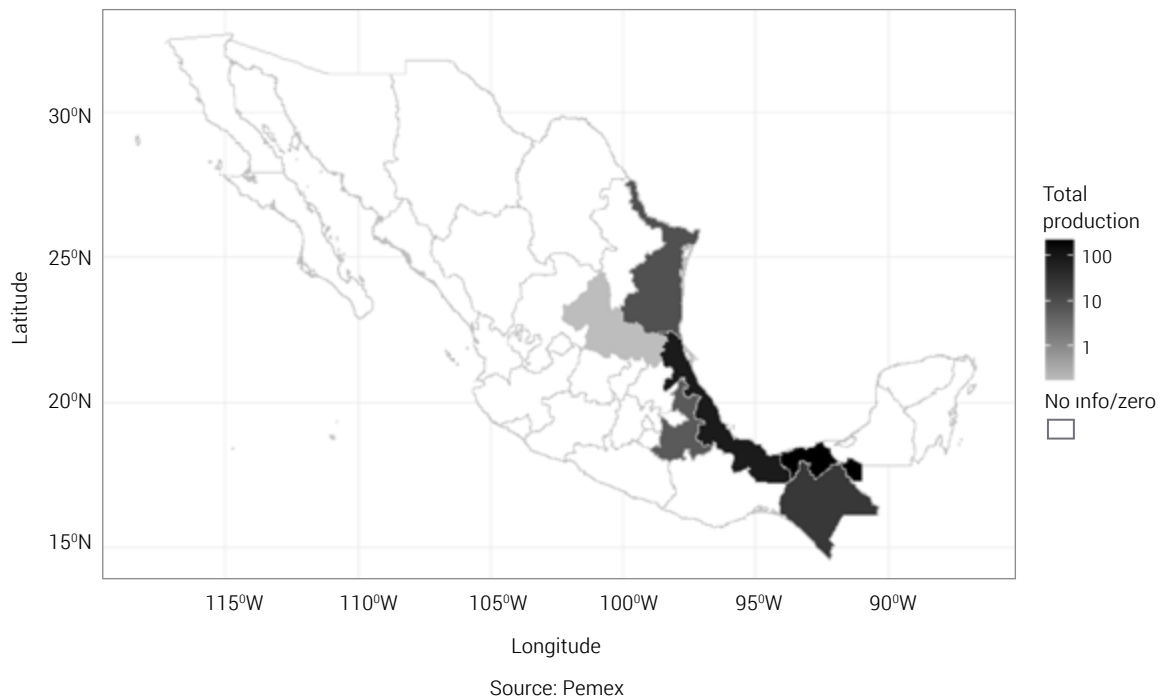 30⁰N
25⁰N
20⁰N
15⁰N
Latitude
115⁰W 110⁰W 105⁰W 100⁰W 95⁰W 90⁰W
Longitude
Source: Pemex
Total
production
100
10
1
No info/zero